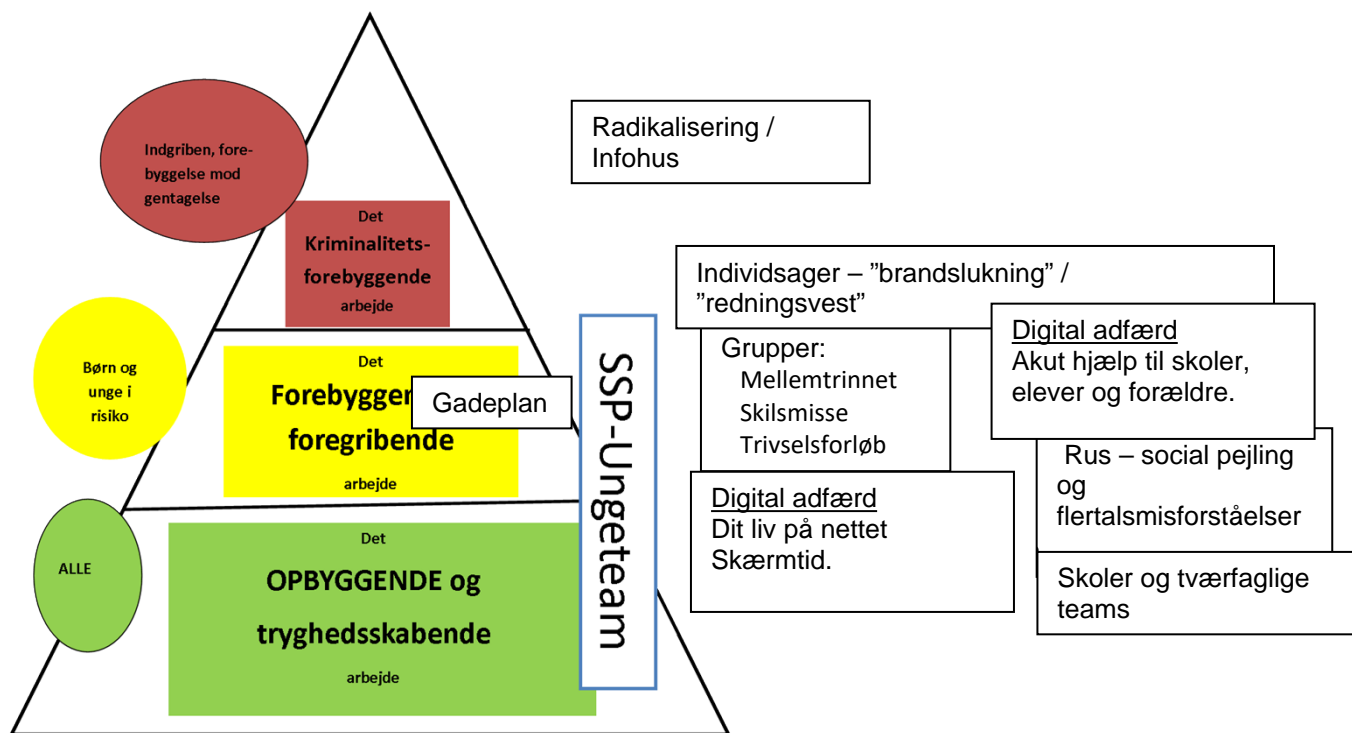 Indgriben, fore-
byggelse mod
gentagelse
Det
Kriminalitets-
forebyggende
arbejde
Børn og
unge i
risiko
Det
foregribende
arbejde
Gadeplan
ALLE
Det
OPBYGGENDE og
tryghedsskabende
arbejde
SSP-Ungeteam
Radikalisering /
Infohus
Individsager – ”brandslukning” /
”redningsvest”
Grupper:
Mellemtrinnet
Skilsmisse
Trivselsforløb
Digital adfærd
Akut hjælp til skoler,
elever og forældre.
Digital adfærd
Dit liv på nettet
Skærmtid.
Rus – social pejling
og
flertalsmisforståelser
Skoler og tværfaglige
teams